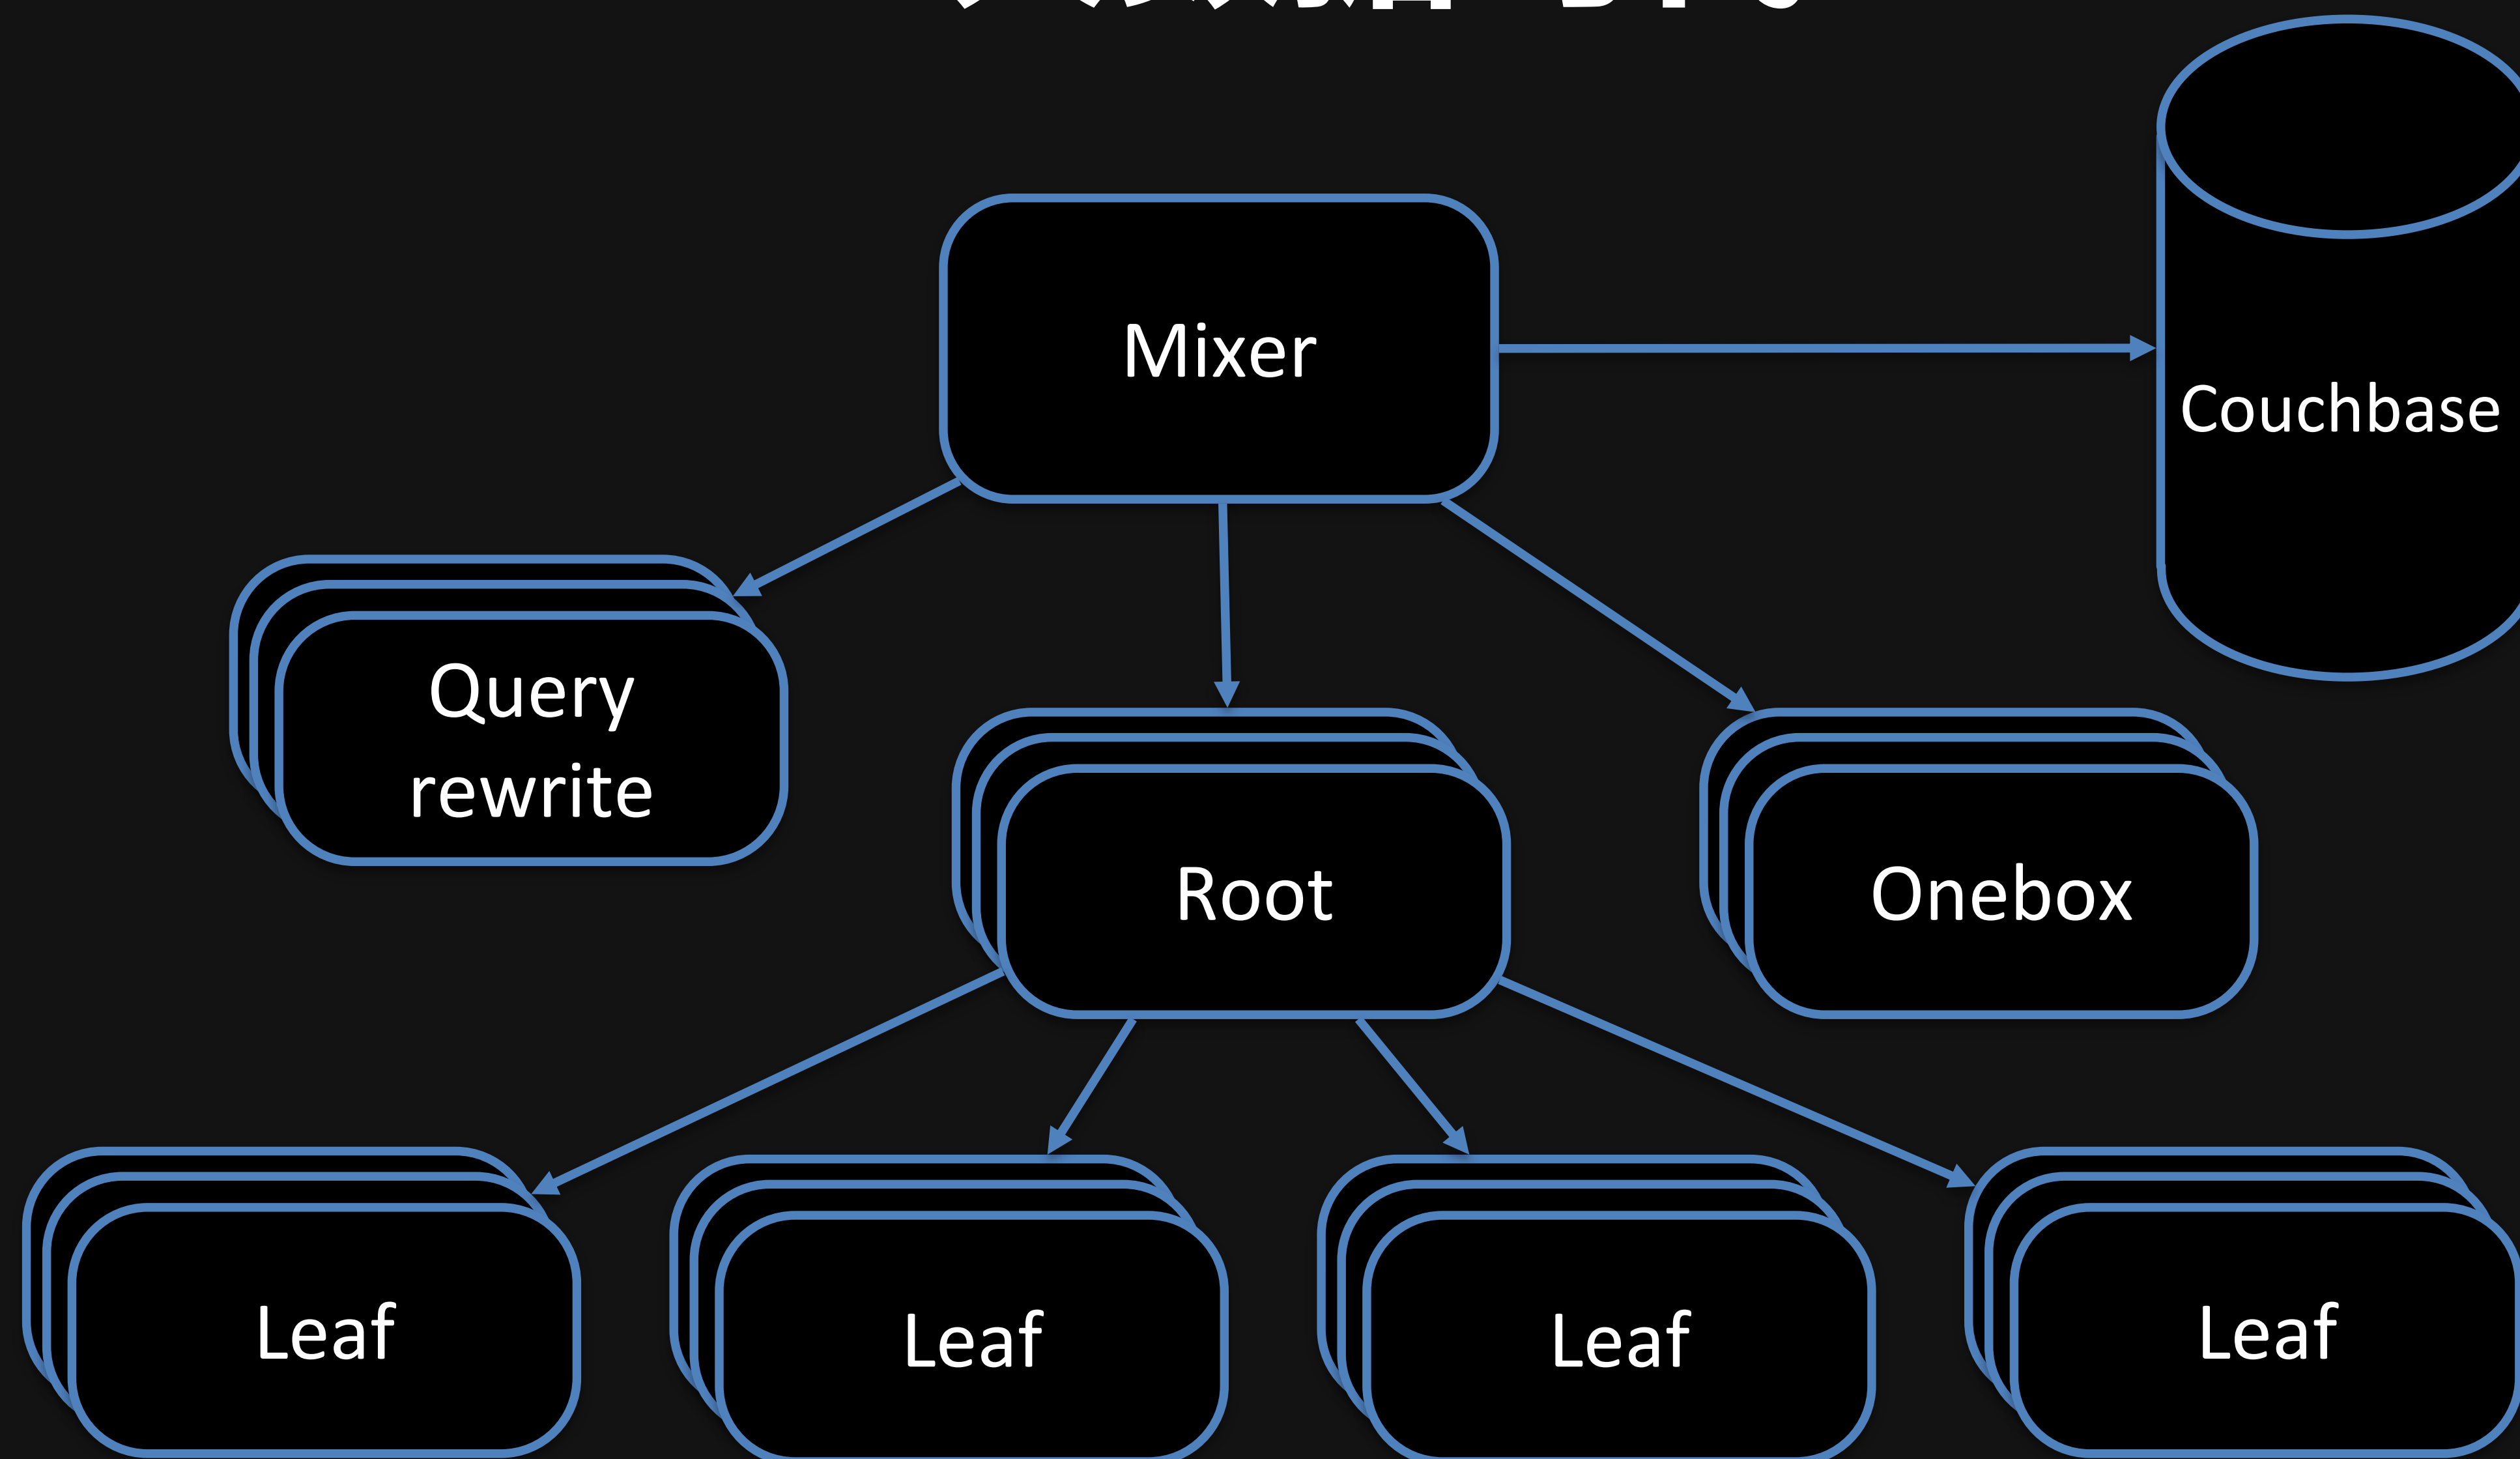 Mixer
Couchbase
Query
rewrite
Root
Onebox
Leaf
Leaf
Leaf
Leaf